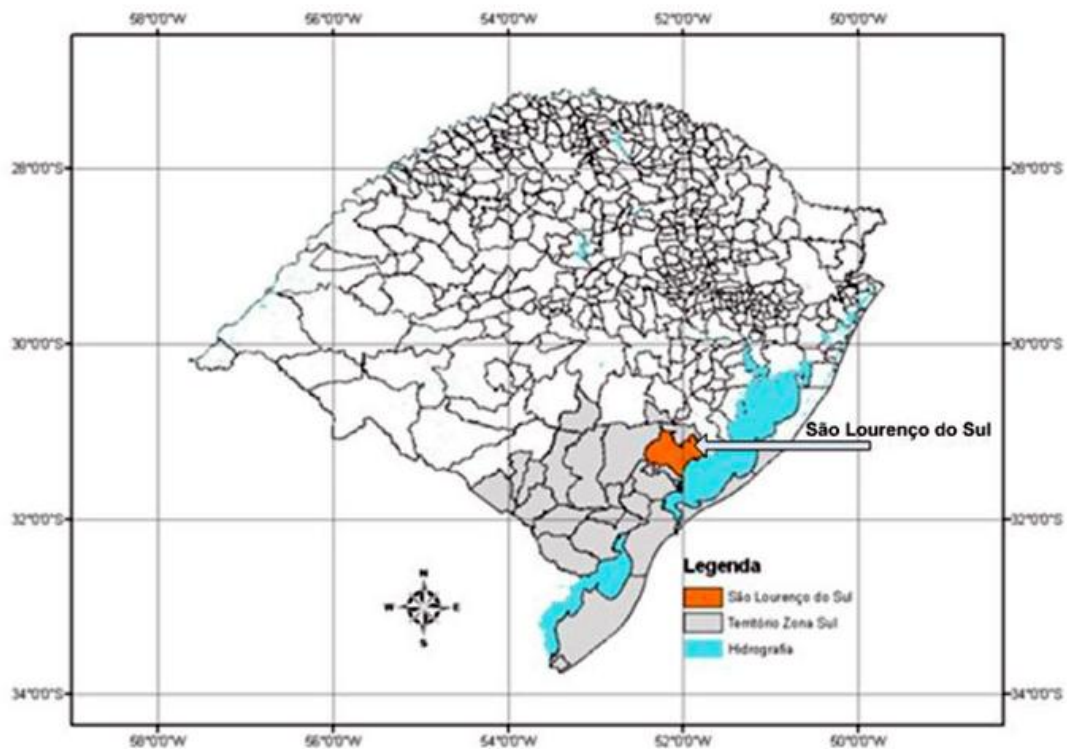 58°0'0"W 56°0'0"W 54°0'0"W 52°0'0"W 50°0'0"W
28°0'0"S 28°0'0"S
30°0'0"S 30°0'0"S
São Lourenço do Sul
32°0'0"S 32°0'0"S
Legenda
N
São Lourenço do Sul
W E
Território Zona Sul
S
Hidrografia
34°0'0"S 34°0'0"S
58°0'0"W 56°0'0"W 54°0'0"W 52°0'0"W 50°0'0"W